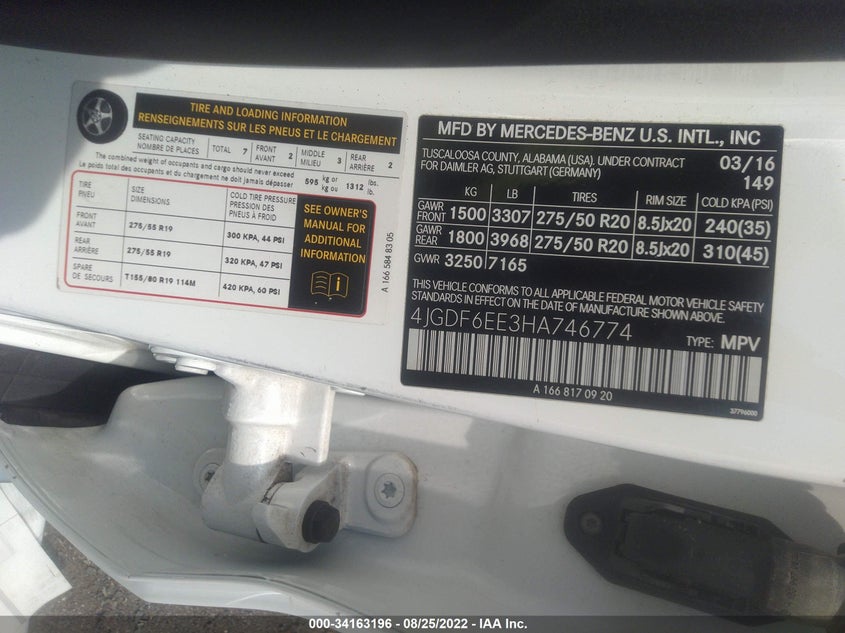 TIRE AND LOADING INFORMATION
RENSEIGNEMENTS SUR LES PNEUS ET LE CHARGEMENT
SEATING CAPACITY
NOMBRE DE PLACES
TOTAL 7
FRONT
AVANT 2
MIDDLE
MILIEU 3
REAR
ARRIÈRE 2
The combined weight of occupants and cargo should never exceed
Le poids total des occupants et du chargement ne doit jamais dépasser
595 kg or 1312 lbs.
kg ou lb.
TIRE
PNEU
SIZE
DIMENSIONS
COLD TIRE PRESSURE
PRESSION DES
PNEUS À FROID
FRONT
AVANT
275/55 R19
300 KPA, 44 PSI
REAR
ARRIÈRE
275/55 R19
320 KPA, 47 PSI
SPARE
DE SECOURS
T155/80 R19 114M
420 KPA, 60 PSI
SEE OWNER'S
MANUAL FOR
ADDITIONAL
INFORMATION
A 166 584 83 05
MFD BY MERCEDES-BENZ U.S. INTL., INC
TUSCALOOSA COUNTY, ALABAMA (USA). UNDER CONTRACT
FOR DAIMLER AG, STUTTGART (GERMANY)
03/16
149
KG LB TIRES RIM SIZE COLD KPA (PSI)
GAWR
FRONT 1500 3307 275/50 R20 8.5Jx20 240(35)
GAWR
REAR 1800 3968 275/50 R20 8.5Jx20 310(45)
GVWR 3250 7165
THIS VEHICLE CONFORMS TO ALL APPLICABLE FEDERAL MOTOR VEHICLE SAFETY
STANDARDS IN EFFECT ON THE DATE OF MANUFACTURE SHOWN ABOVE.
4JGDF6EE3HA746774
TYPE: MPV
A 166 817 09 20
37796000
000-34163196 - 08/25/2022 - IAA Inc.